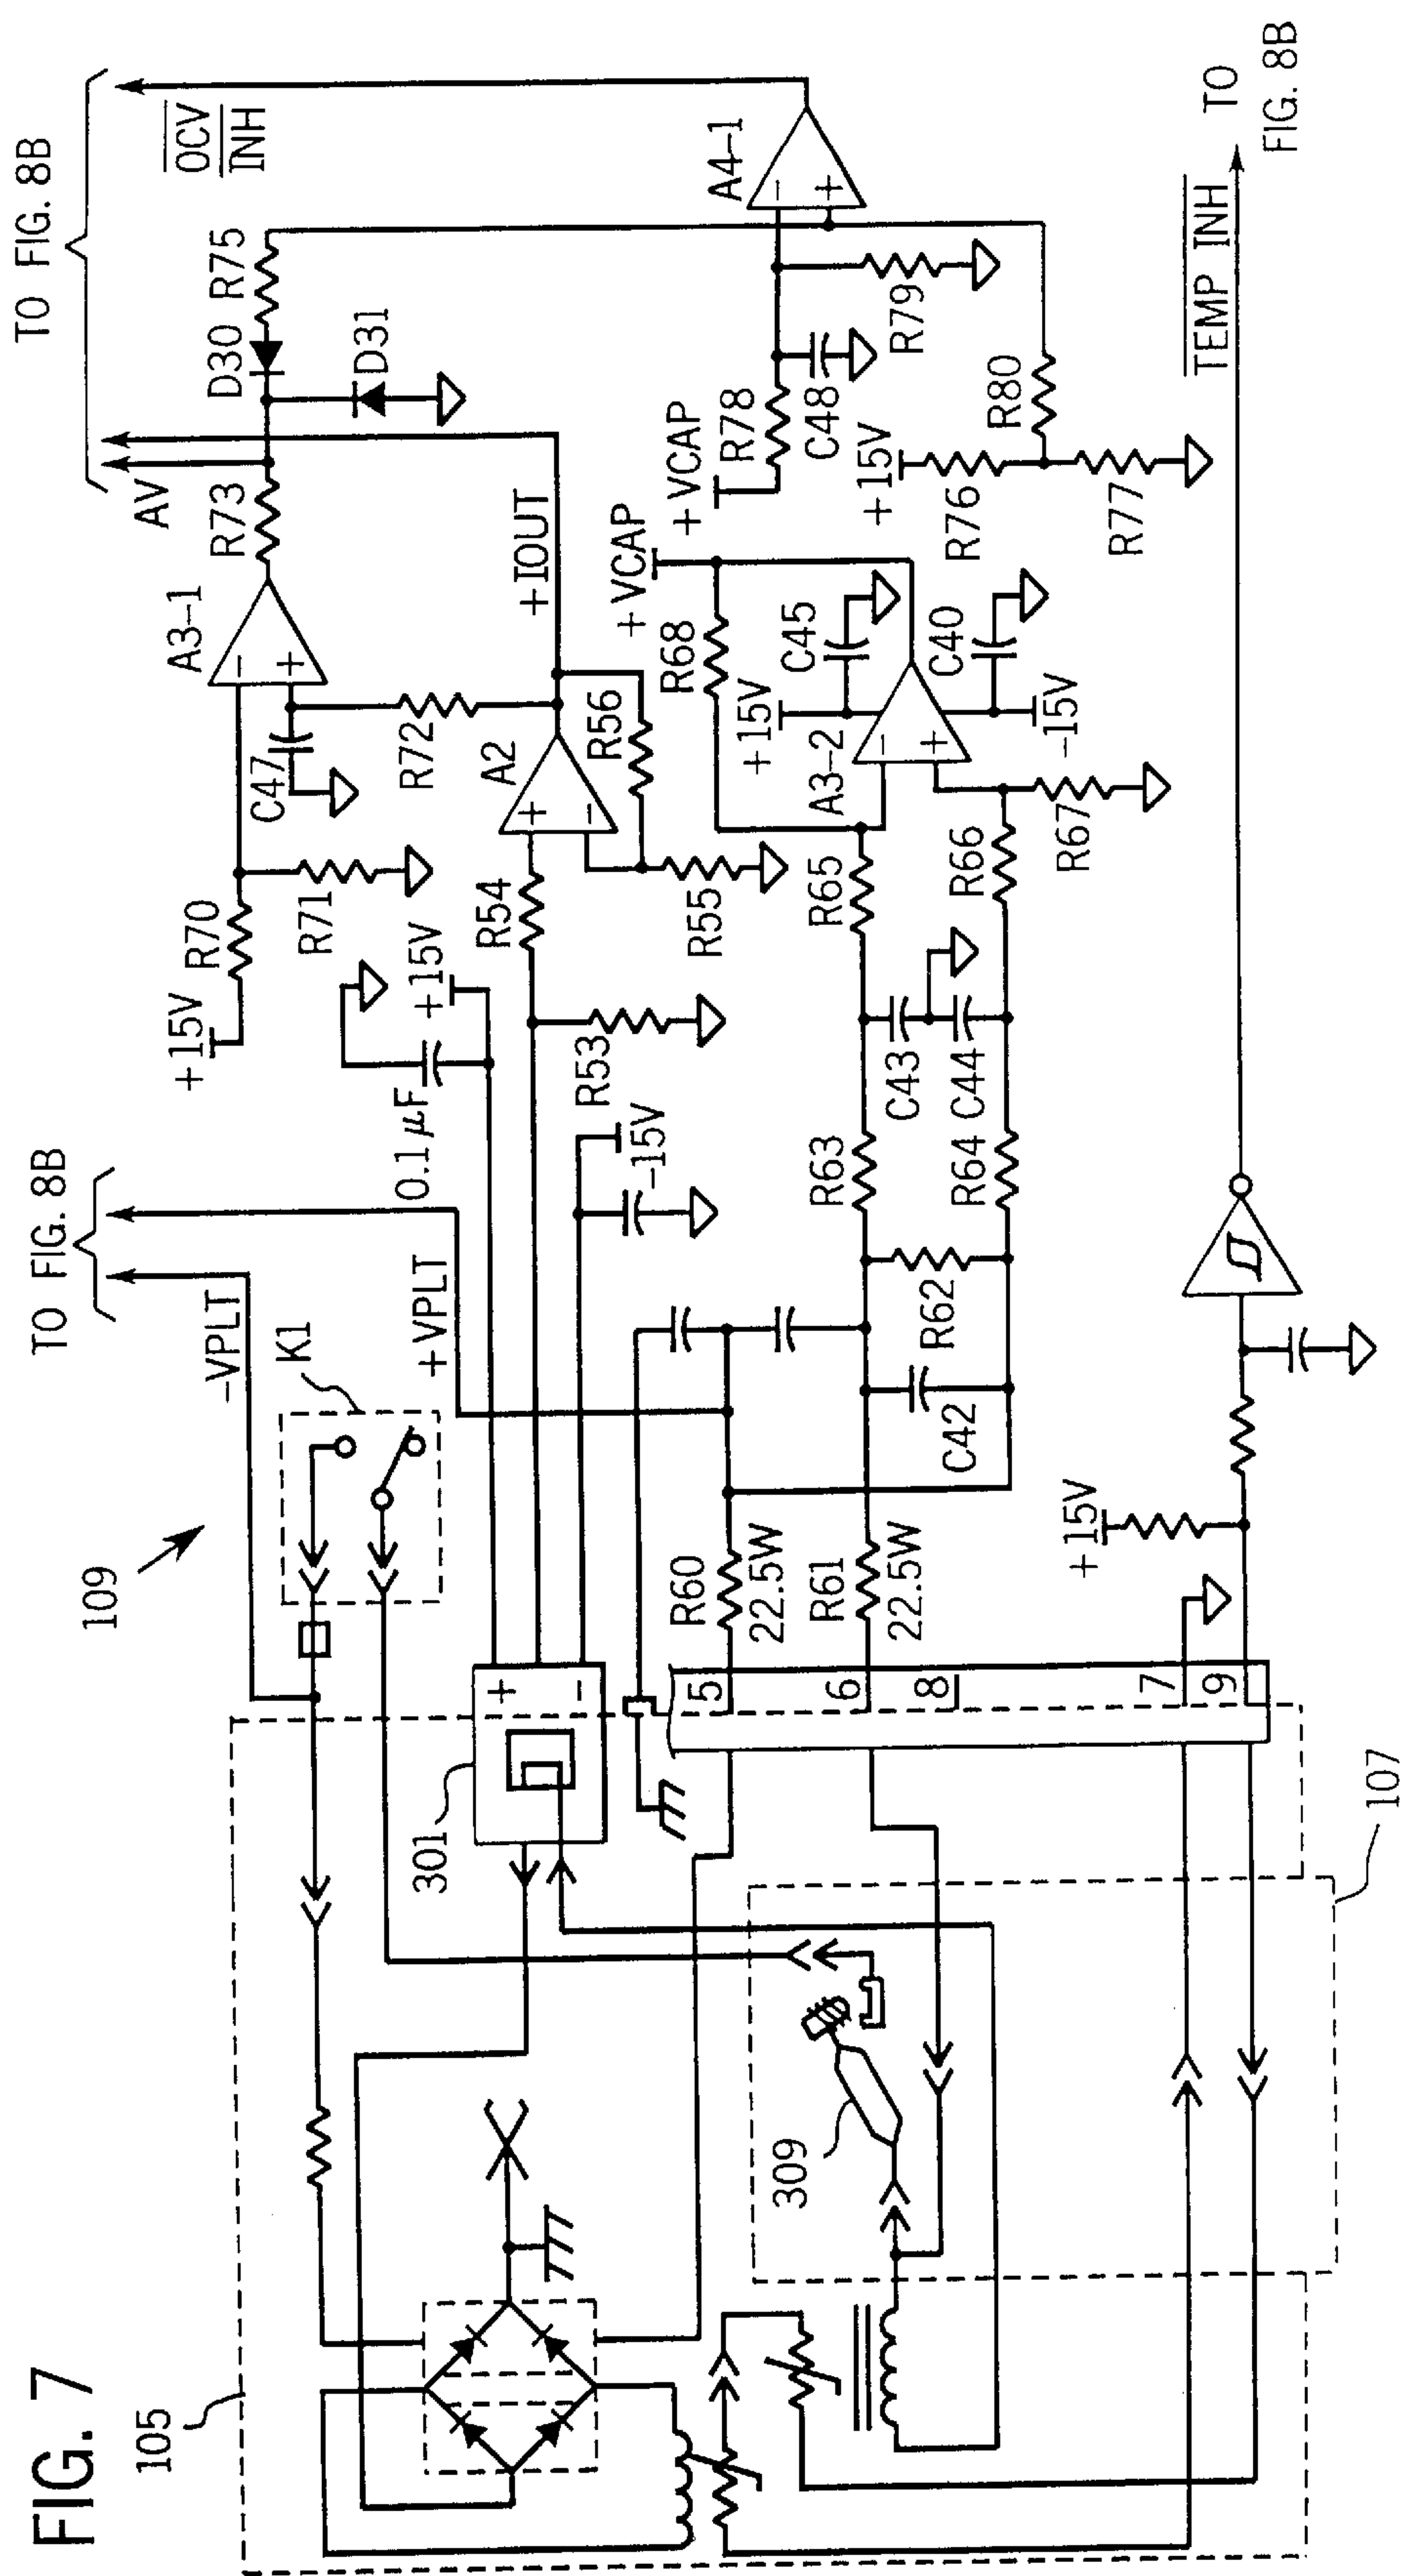 FIG. 7
105
109
TO FIG. 8B
TO FIG. 8B
-VPLT
K1
+VPLT
+15V
R70
R71
C47
A3-1
-
+
R73
AV
D30
R75
D31
OCV
INH
0.1 µF
+15V
R54
A2
+
-
R72
R56
R55
+IOUT
R53
-15V
301
+
-
R60
22.5W
R61
22.5W
5
6
8
7
9
C42
R62
R63
R64
C43
C44
R65
R66
R67
R68
+15V
C45
A3-2
-
+
C40
-15V
+VCAP
+VCAP
R78
C48
R79
A4-1
-
+
+15V
R76
R77
R80
+15V
TEMP INH
TO
FIG. 8B
309
107